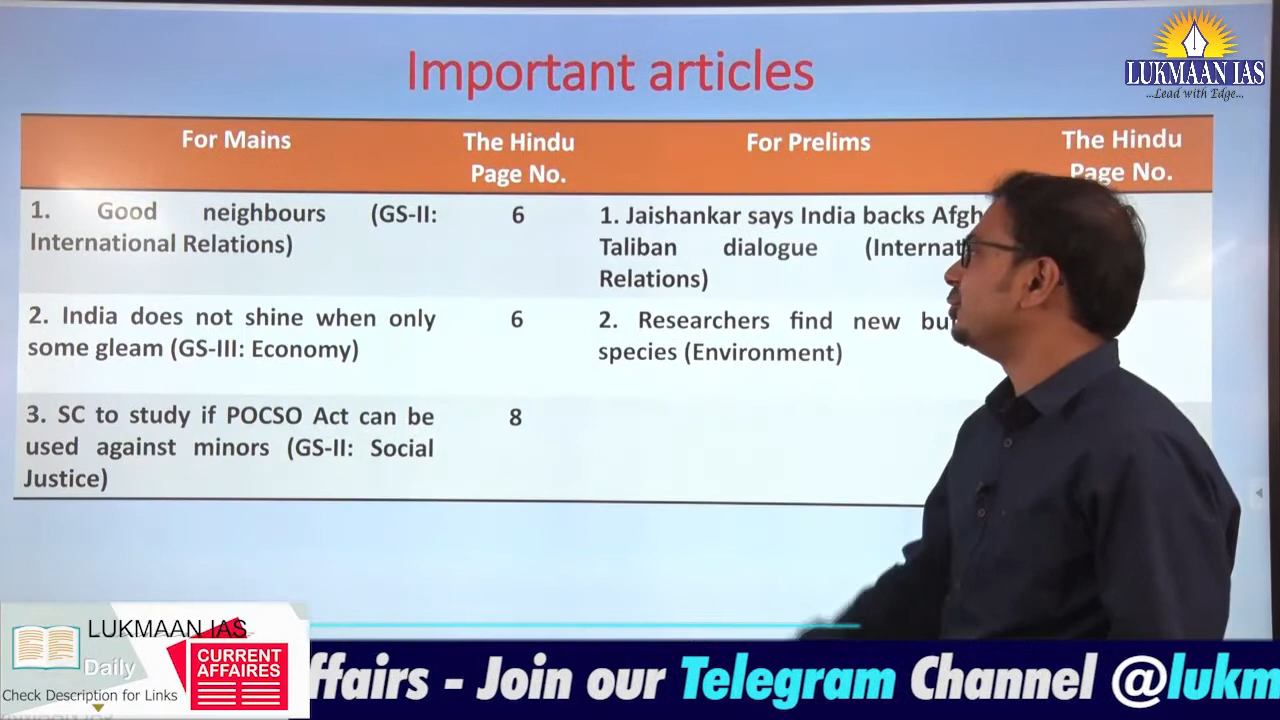 Important articles
LUKMAAN IAS
...Lead with Edge...
For Mains
The Hindu
Page No.
For Prelims
The Hindu
Page No.
1. Good neighbours (GS-II:
International Relations)
6
1. Jaishankar says India backs
Taliban dialogue
Relations)
2. India does not shine when only
some gleam (GS-III: Economy)
6
2. Researchers find new
species (Environment)
3. SC to study if POCSO Act can be
used against minors (GS-II: Social
Justice)
8
LUKMAAN IAS
Daily
Check Description for Links
CURRENT
AFFAIRES
ffairs - Join our Telegram Channel @lukm